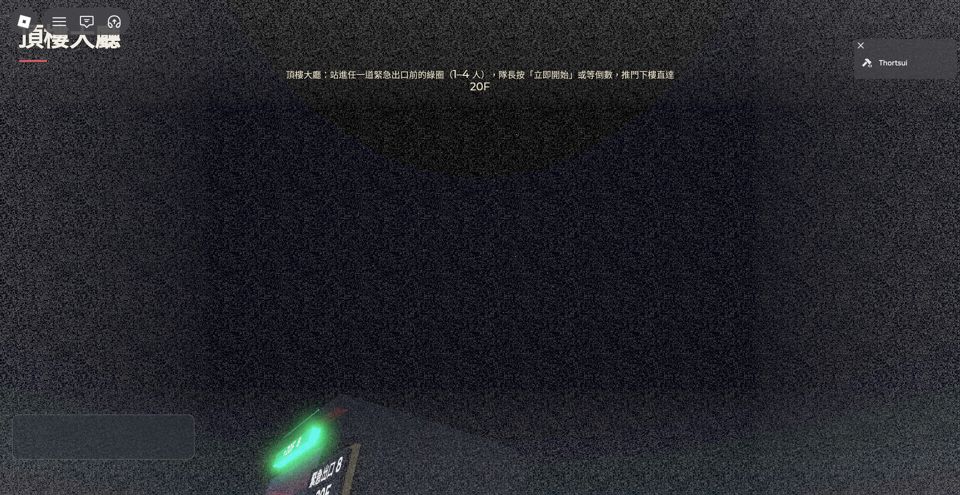 頂樓大廳
頂樓大廳：站進任一道緊急出口前的綠圈（1–4 人），隊長按「立即開始」或等倒數，推門下樓直達
20F
Thortsui
緊急出口 8
20F